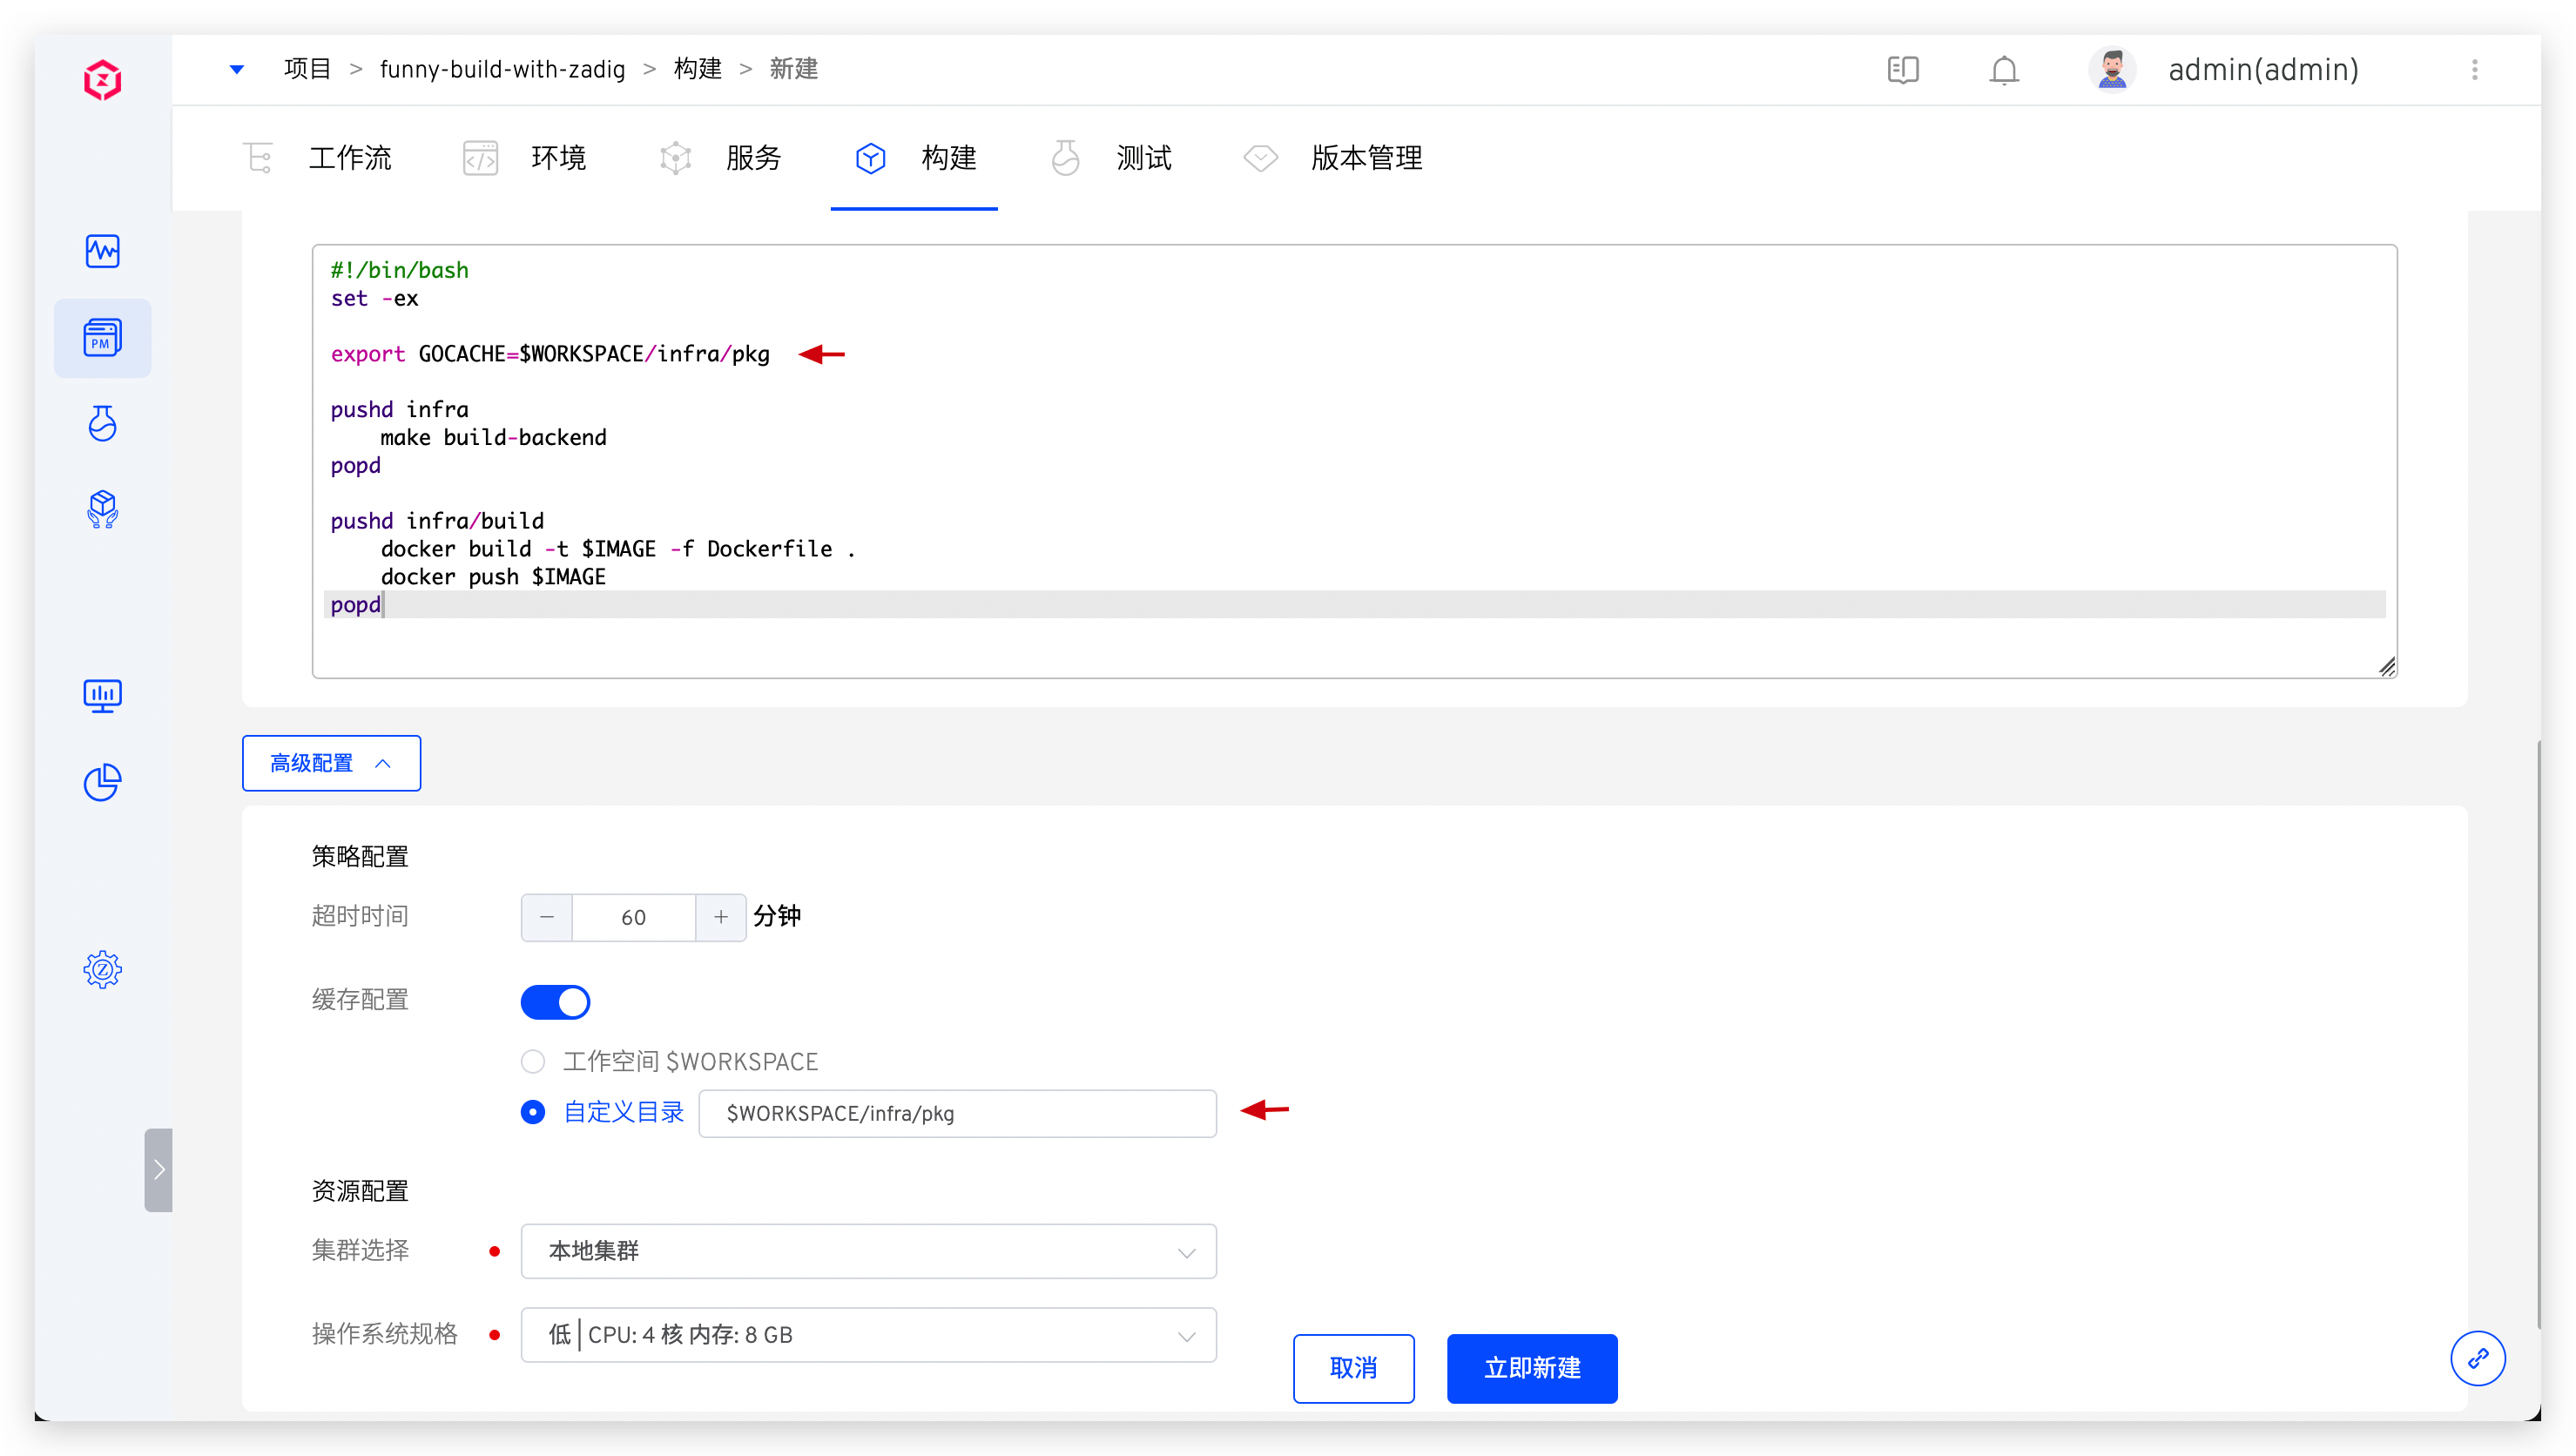 项目 > funny-build-with-zadig > 构建 > 新建
admin(admin)
工作流 环境 服务 构建 测试 版本管理
PM
#!/bin/bash
set -ex
export GOCACHE=$WORKSPACE/infra/pkg
pushd infra
    make build-backend
popd
pushd infra/build
    docker build -t $IMAGE -f Dockerfile .
    docker push $IMAGE
popd
高级配置
策略配置
超时时间 − 60 + 分钟
缓存配置
工作空间 $WORKSPACE
自定义目录 $WORKSPACE/infra/pkg
资源配置
集群选择 本地集群
操作系统规格 低 | CPU: 4 核 内存: 8 GB
取消 立即新建